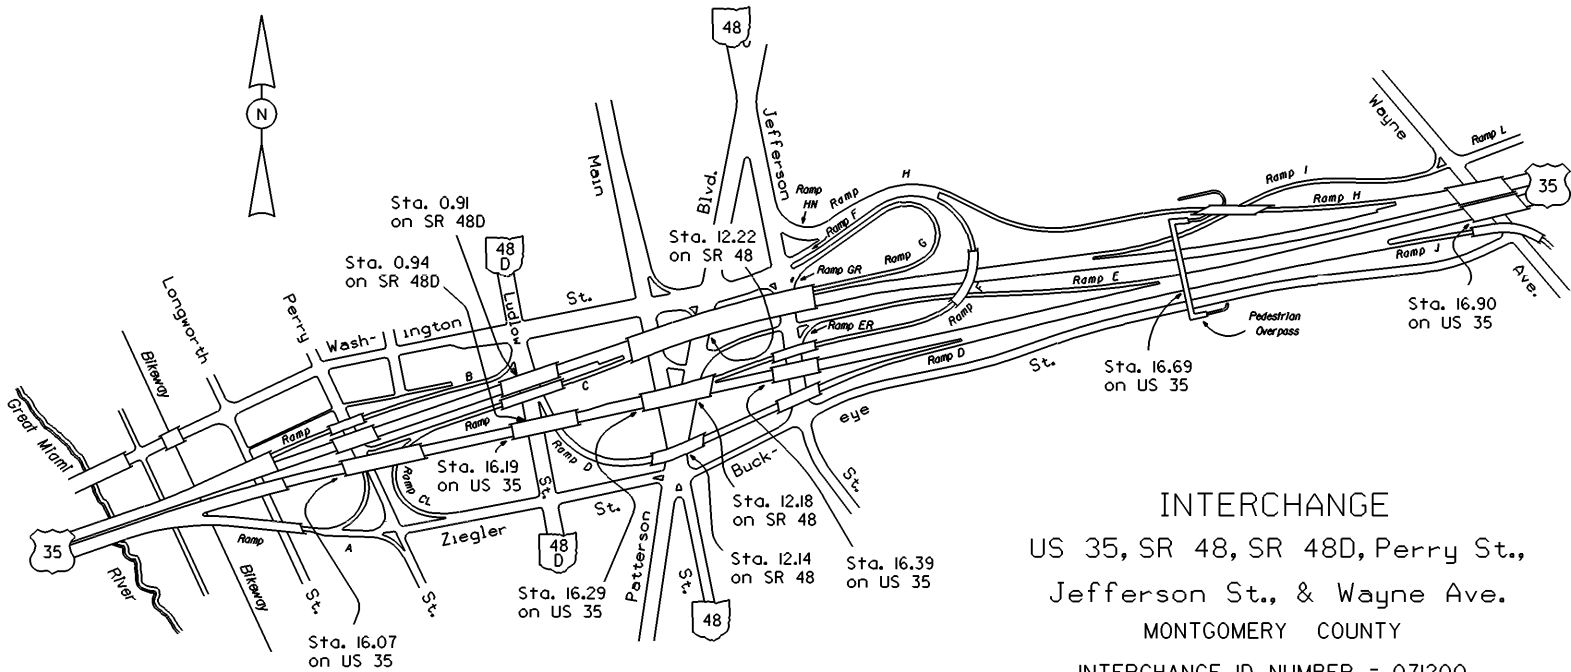 48
N
Main
Blvd.
Jefferson
Wayne
Ramp L
35
Ramp HN
Ramp H
Ramp F
Ramp I
Ramp H
Sta. 0.91
on SR 48D
Sta. 12.22
on SR 48
48
D
Sta. 0.94
on SR 48D
Ramp G
Ramp GR
Ramp E
Ramp J
Ramp F
Ramp ER
Ave.
Longworth
Perry
Ludlow
St.
Wash-
ington
Sta. 16.90
on US 35
Pedestrian
Overpass
Bikeway
B
C
Ramp D
St.
Sta. 16.69
on US 35
Great Miami
Ramp
Ramp
eye
Sta. 16.19
on US 35
Ramp D
Ramp CL
Buck-
St.
St.
St.
Sta. 12.18
on SR 48
INTERCHANGE
35
Ramp
A
Ziegler
48
D
Patterson
Sta. 12.14
on SR 48
Sta. 16.39
on US 35
US 35, SR 48, SR 48D, Perry St.,
River
Bikeway
St.
St.
Sta. 16.29
on US 35
St.
48
Jefferson St., & Wayne Ave.
Sta. 16.07
on US 35
MONTGOMERY COUNTY
INTERCHANGE ID NUMBER = 071200